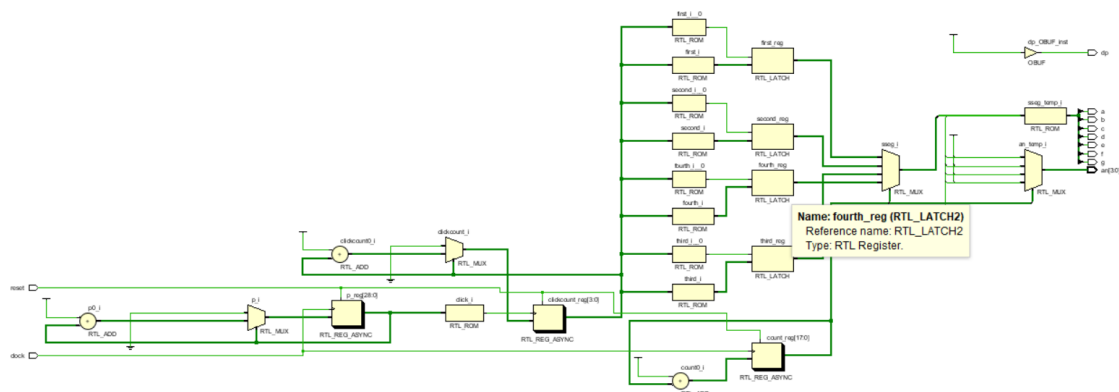 first_i__0
RTL_ROM
first_i
RTL_ROM
first_reg
RTL_LATCH
dp_OBUF_inst
OBUF
dp
second_i__0
RTL_ROM
second_i
RTL_ROM
second_reg
RTL_LATCH
sseg_temp_i
RTL_ROM
a
b
c
d
e
f
g
an[3:0]
an_temp_i
RTL_MUX
sseg_i
RTL_MUX
fourth_i__0
RTL_ROM
fourth_i
RTL_ROM
fourth_reg
RTL_LATCH
Name: fourth_reg (RTL_LATCH2)
Reference name: RTL_LATCH2
Type: RTL Register.
third_i__0
RTL_ROM
third_i
RTL_ROM
third_reg
RTL_LATCH
clickcount0_i
RTL_ADD
clickcount_i
RTL_MUX
reset
p0_i
RTL_ADD
p_i
RTL_MUX
p_reg[28:0]
RTL_REG_ASYNC
click_i
RTL_ROM
clickcount_reg[3:0]
RTL_REG_ASYNC
clock
count_reg[17:0]
RTL_REG_ASYNC
count0_i